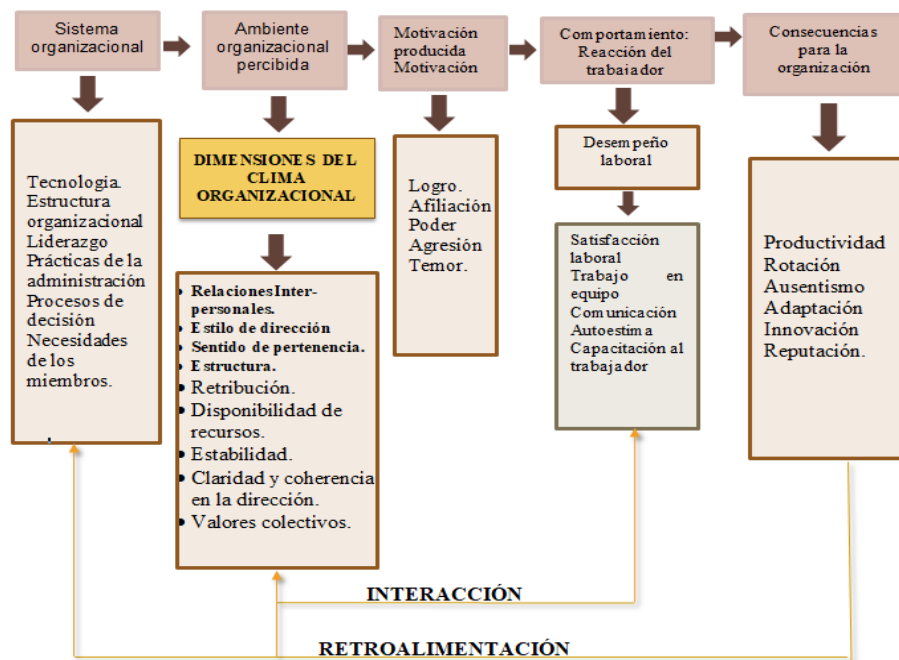 Sistema
organizacional
Ambiente
organizacional
percibida
Motivación
producida
Motivación
Comportamiento:
Reacción del
trabajador
Consecuencias
para la
organización
Tecnologia.
Estructura
organizacional
Liderazgo
Prácticas de la
administración
Procesos de
decisión
Necesidades
de los
miembros.
DIMENSIONES DEL
CLIMA
ORGANIZACIONAL
• Relaciones Inter-
personales.
• Estilo de dirección
• Sentido de pertenencia.
• Estructura.
• Retribución.
• Disponibilidad de
recursos.
• Estabilidad.
• Claridad y coherencia
en la dirección.
• Valores colectivos.
Logro.
Afiliación
Poder
Agresión
Temor.
Desempeño
laboral
Satisfacción
laboral
Trabajo en
equipo
Comunicación
Autoestima
Capacitación al
trabajador
Productividad
Rotación
Ausentismo
Adaptación
Innovación
Reputación.
INTERACCIÓN
RETROALIMENTACIÓN